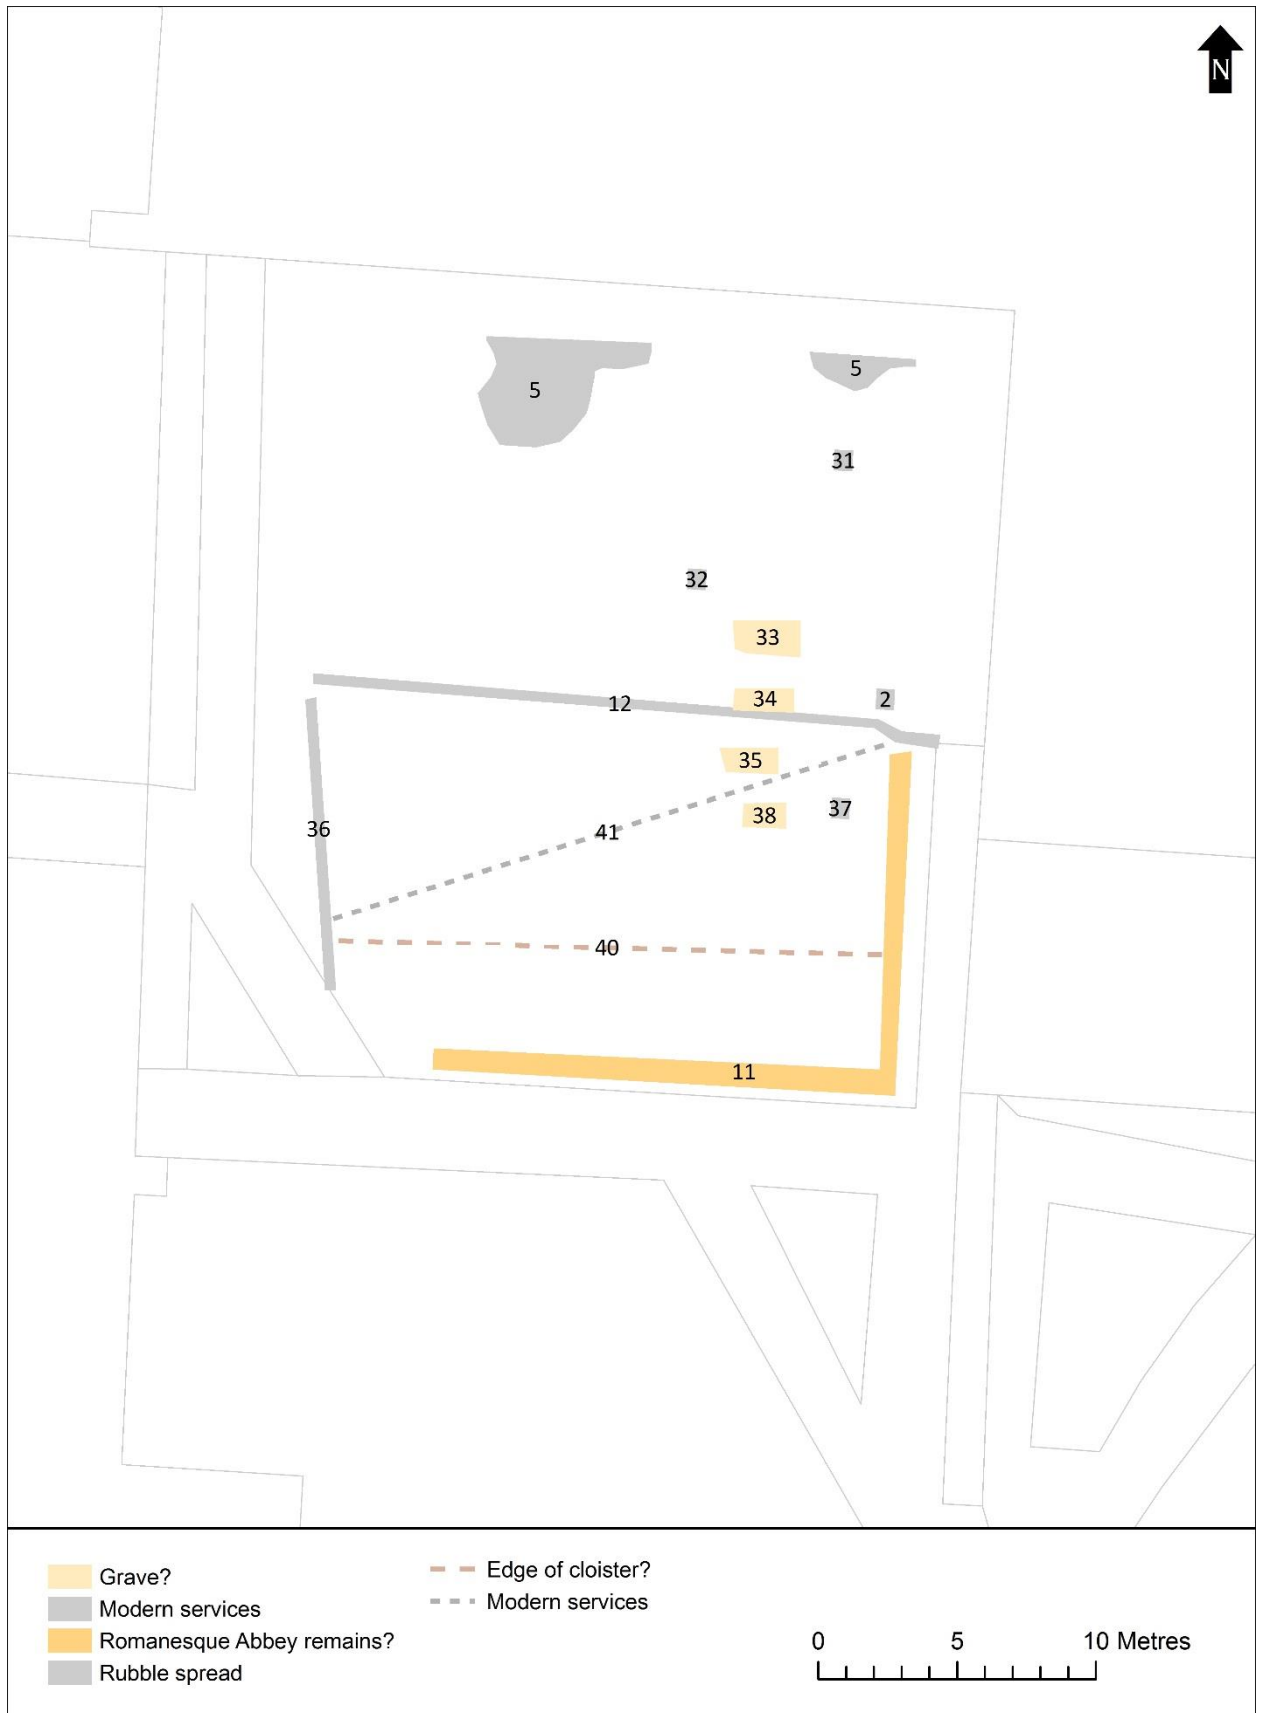 N
5
5
31
32
33
34
2
12
35
38
37
36
41
40
11
Grave?
Modern services
Romanesque Abbey remains?
Rubble spread
Edge of cloister?
Modern services
0 5 10 Metres